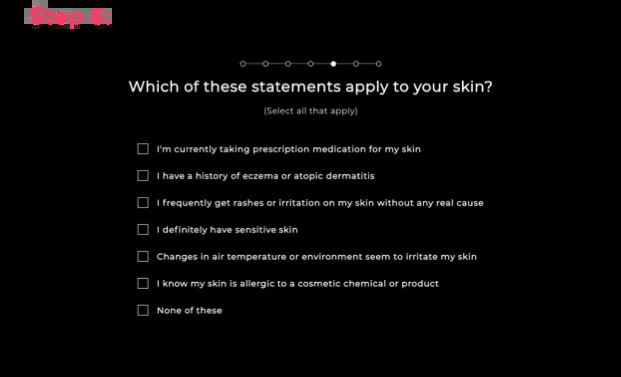 Step 6:
Which of these statements apply to your skin?
(Select all that apply)
I'm currently taking prescription medication for my skin
I have a history of eczema or atopic dermatitis
I frequently get rashes or irritation on my skin without any real cause
I definitely have sensitive skin
Changes in air temperature or environment seem to irritate my skin
I know my skin is allergic to a cosmetic chemical or product
None of these